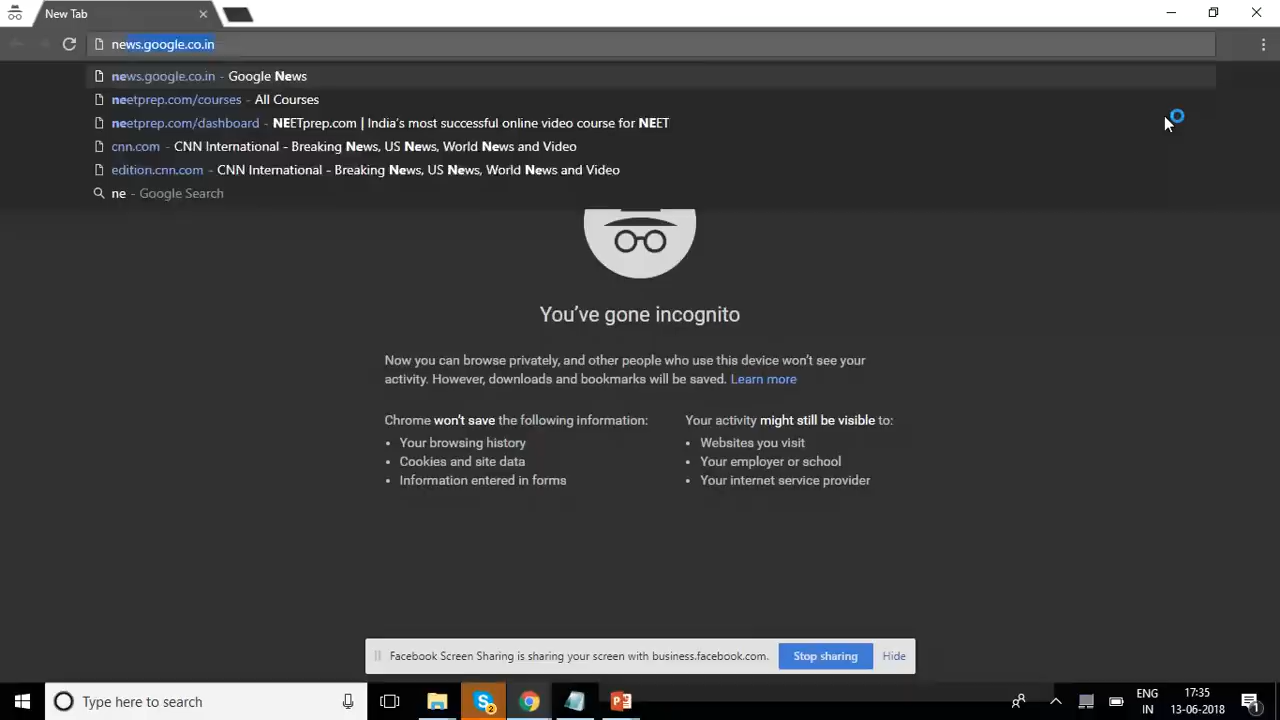 New Tab
news.google.co.in
news.google.co.in - Google News
neetprep.com/courses - All Courses
neetprep.com/dashboard - NEETprep.com | India's most successful online video course for NEET
cnn.com - CNN International - Breaking News, US News, World News and Video
edition.cnn.com - CNN International - Breaking News, US News, World News and Video
ne - Google Search
You've gone incognito
Now you can browse privately, and other people who use this device won't see your
activity. However, downloads and bookmarks will be saved. Learn more
Chrome won't save the following information:
• Your browsing history
• Cookies and site data
• Information entered in forms
Your activity might still be visible to:
• Websites you visit
• Your employer or school
• Your internet service provider
Facebook Screen Sharing is sharing your screen with business.facebook.com.
Stop sharing
Hide
Type here to search
2
ENG
IN
17:35
13-06-2018
1